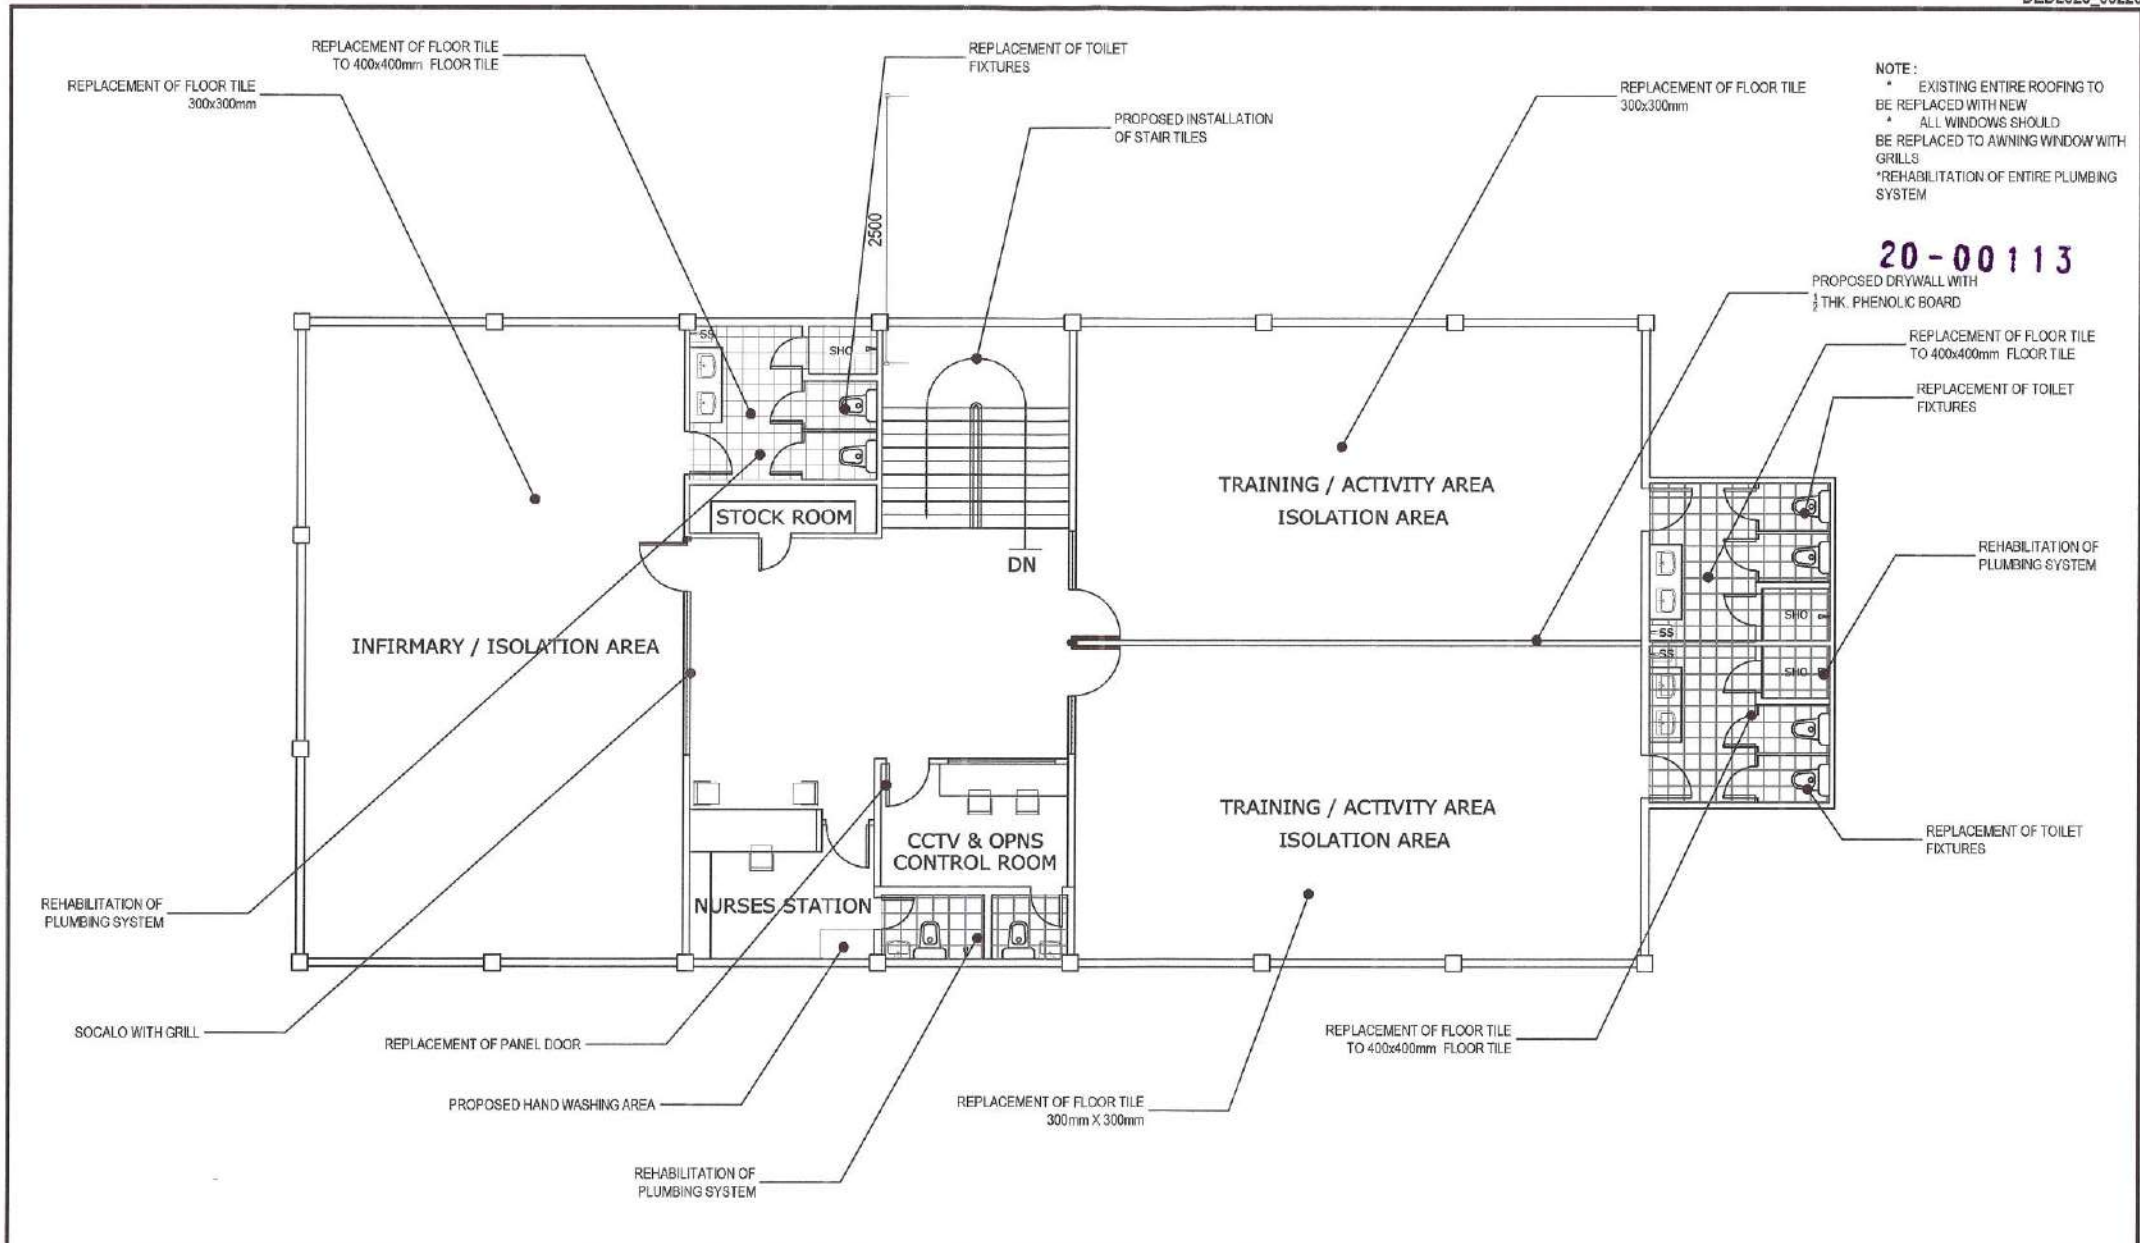 REPLACEMENT OF FLOOR TILE
TO 400x400mm FLOOR TILE
REPLACEMENT OF TOILET
FIXTURES
REPLACEMENT OF FLOOR TILE
300x300mm
PROPOSED INSTALLATION
OF STAIR TILES
REPLACEMENT OF FLOOR TILE
300x300mm
NOTE :
* EXISTING ENTIRE ROOFING TO
BE REPLACED WITH NEW
* ALL WINDOWS SHOULD
BE REPLACED TO AWNING WINDOW WITH
GRILLS
*REHABILITATION OF ENTIRE PLUMBING
SYSTEM
2500
20-00113
PROPOSED DRYWALL WITH
½ THK. PHENOLIC BOARD
REPLACEMENT OF FLOOR TILE
TO 400x400mm FLOOR TILE
REPLACEMENT OF TOILET
FIXTURES
SS
SHO
TRAINING / ACTIVITY AREA
ISOLATION AREA
STOCK ROOM
DN
REHABILITATION OF
PLUMBING SYSTEM
SHO
SS
SS
SHO
INFIRMARY / ISOLATION AREA
TRAINING / ACTIVITY AREA
ISOLATION AREA
CCTV & OPNS
CONTROL ROOM
NURSES STATION
REPLACEMENT OF TOILET
FIXTURES
REHABILITATION OF
PLUMBING SYSTEM
SOCALO WITH GRILL
REPLACEMENT OF PANEL DOOR
REPLACEMENT OF FLOOR TILE
TO 400x400mm FLOOR TILE
PROPOSED HAND WASHING AREA
REPLACEMENT OF FLOOR TILE
300mm X 300mm
REHABILITATION OF
PLUMBING SYSTEM